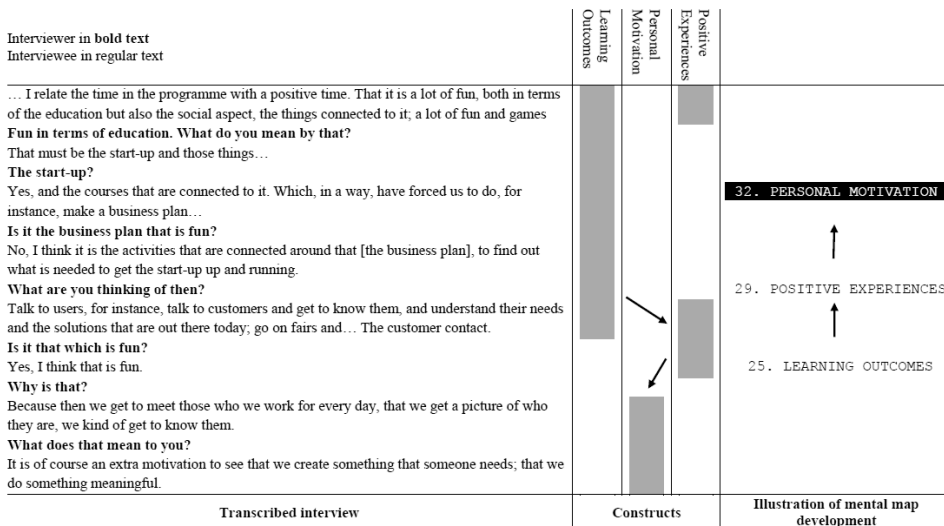 Interviewer in bold text
Interviewee in regular text
Learning
Outcomes
Personal
Motivation
Positive
Experiences
… I relate the time in the programme with a positive time. That it is a lot of fun, both in terms
of the education but also the social aspect, the things connected to it; a lot of fun and games
Fun in terms of education. What do you mean by that?
That must be the start-up and those things…
The start-up?
Yes, and the courses that are connected to it. Which, in a way, have forced us to do, for
instance, make a business plan…
Is it the business plan that is fun?
No, I think it is the activities that are connected around that [the business plan], to find out
what is needed to get the start-up up and running.
What are you thinking of then?
Talk to users, for instance, talk to customers and get to know them, and understand their needs
and the solutions that are out there today; go on fairs and… The customer contact.
Is it that which is fun?
Yes, I think that is fun.
Why is that?
Because then we get to meet those who we work for every day, that we get a picture of who
they are, we kind of get to know them.
What does that mean to you?
It is of course an extra motivation to see that we create something that someone needs; that we
do something meaningful.
32. PERSONAL MOTIVATION
29. POSITIVE EXPERIENCES
25. LEARNING OUTCOMES
Transcribed interview
Constructs
Illustration of mental map
development